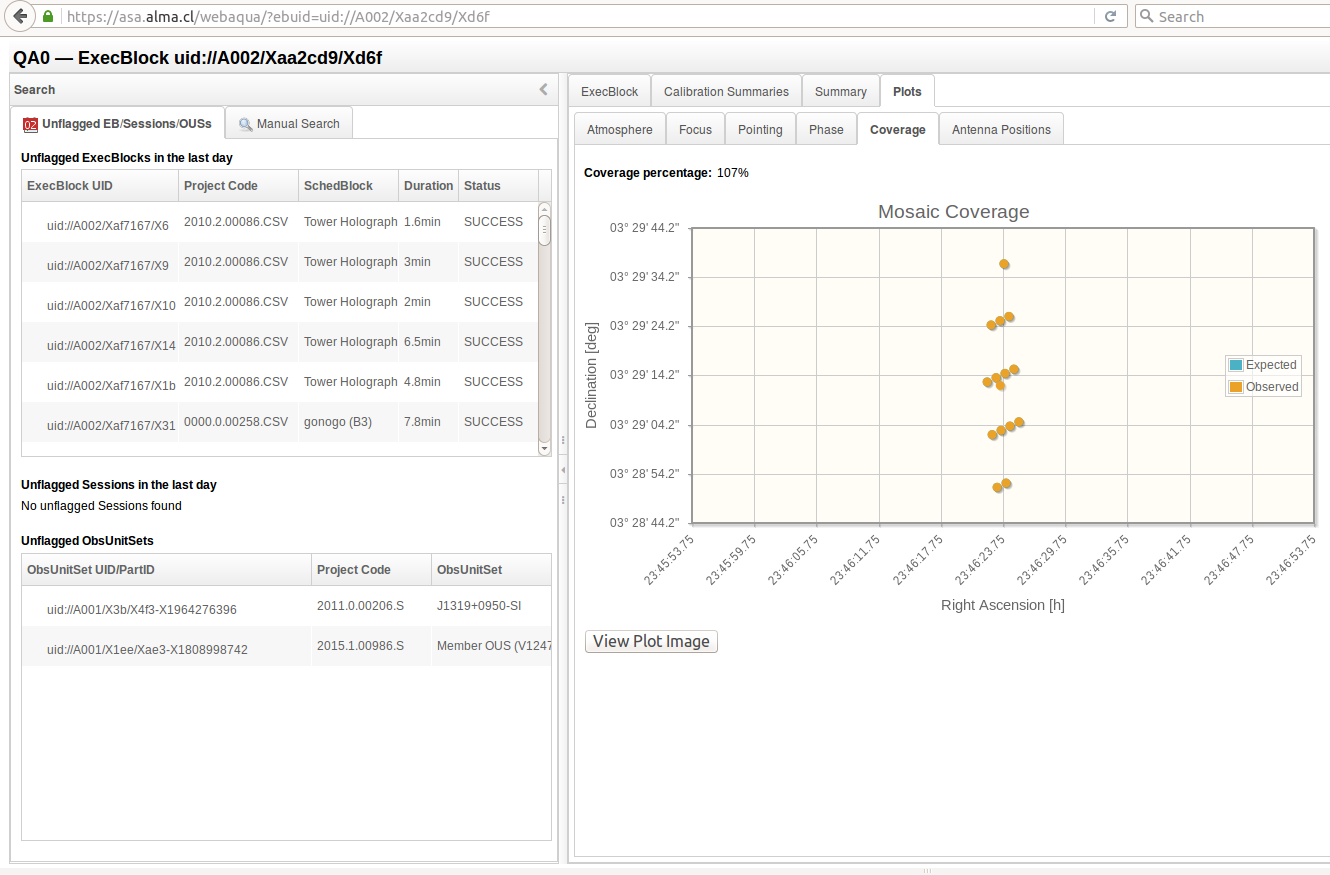 https://asa.alma.cl/webaqua/?ebuid=uid://A002/Xaa2cd9/Xd6f
Search
QA0 — ExecBlock uid://A002/Xaa2cd9/Xd6f
Search
Unflagged EB/Sessions/OUSs
Manual Search
Unflagged ExecBlocks in the last day
ExecBlock UID Project Code SchedBlock Duration Status
uid://A002/Xaf7167/X6 2010.2.00086.CSV Tower Holograph 1.6min SUCCESS
uid://A002/Xaf7167/X9 2010.2.00086.CSV Tower Holograph 3min SUCCESS
uid://A002/Xaf7167/X10 2010.2.00086.CSV Tower Holograph 2min SUCCESS
uid://A002/Xaf7167/X14 2010.2.00086.CSV Tower Holograph 6.5min SUCCESS
uid://A002/Xaf7167/X1b 2010.2.00086.CSV Tower Holograph 4.8min SUCCESS
uid://A002/Xaf7167/X31 0000.0.00258.CSV gonogo (B3) 7.8min SUCCESS
Unflagged Sessions in the last day
No unflagged Sessions found
Unflagged ObsUnitSets
ObsUnitSet UID/PartID Project Code ObsUnitSet
uid://A001/X3b/X4f3-X1964276396 2011.0.00206.S J1319+0950-SI
uid://A001/X1ee/Xae3-X1808998742 2015.1.00986.S Member OUS (V1247
ExecBlock Calibration Summaries Summary Plots
Atmosphere Focus Pointing Phase Coverage Antenna Positions
Coverage percentage: 107%
Mosaic Coverage
Declination [deg]
03° 29' 44.2"
03° 29' 34.2"
03° 29' 24.2"
03° 29' 14.2"
03° 29' 04.2"
03° 28' 54.2"
03° 28' 44.2"
Expected
Observed
23:45:53.75 23:45:59.75 23:46:05.75 23:46:11.75 23:46:17.75 23:46:23.75 23:46:29.75 23:46:35.75 23:46:41.75 23:46:47.75 23:46:53.75
Right Ascension [h]
View Plot Image